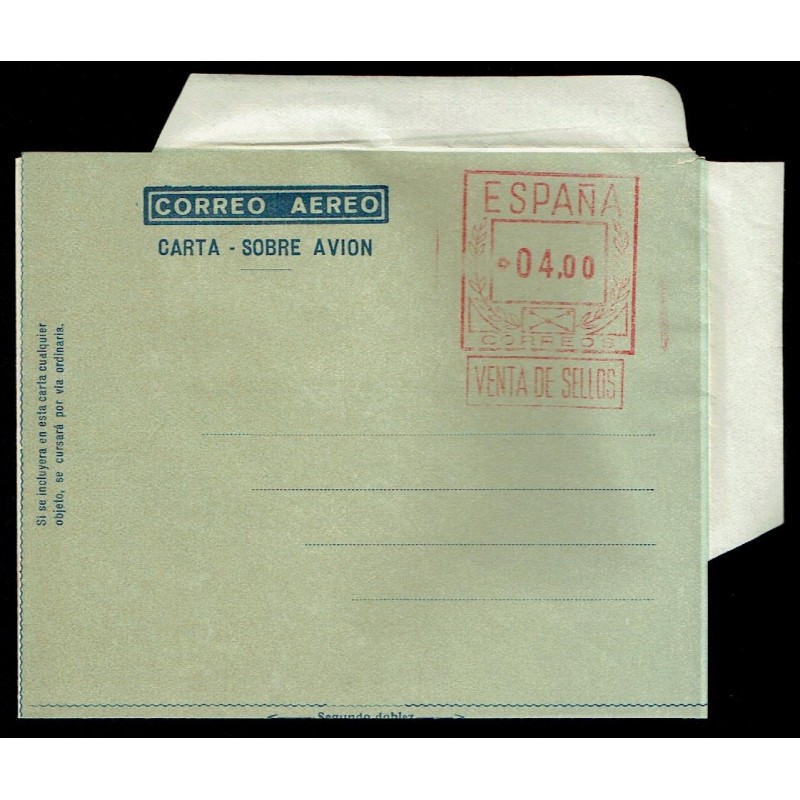 CORREO AEREO
CARTA - SOBRE AVION
ESPAÑA
04,00
CORREOS
VENTA DE SELLOS
Si se incluyera en esta carta cualquier
objeto, se cursará por vía ordinaria.
Segundo doblez